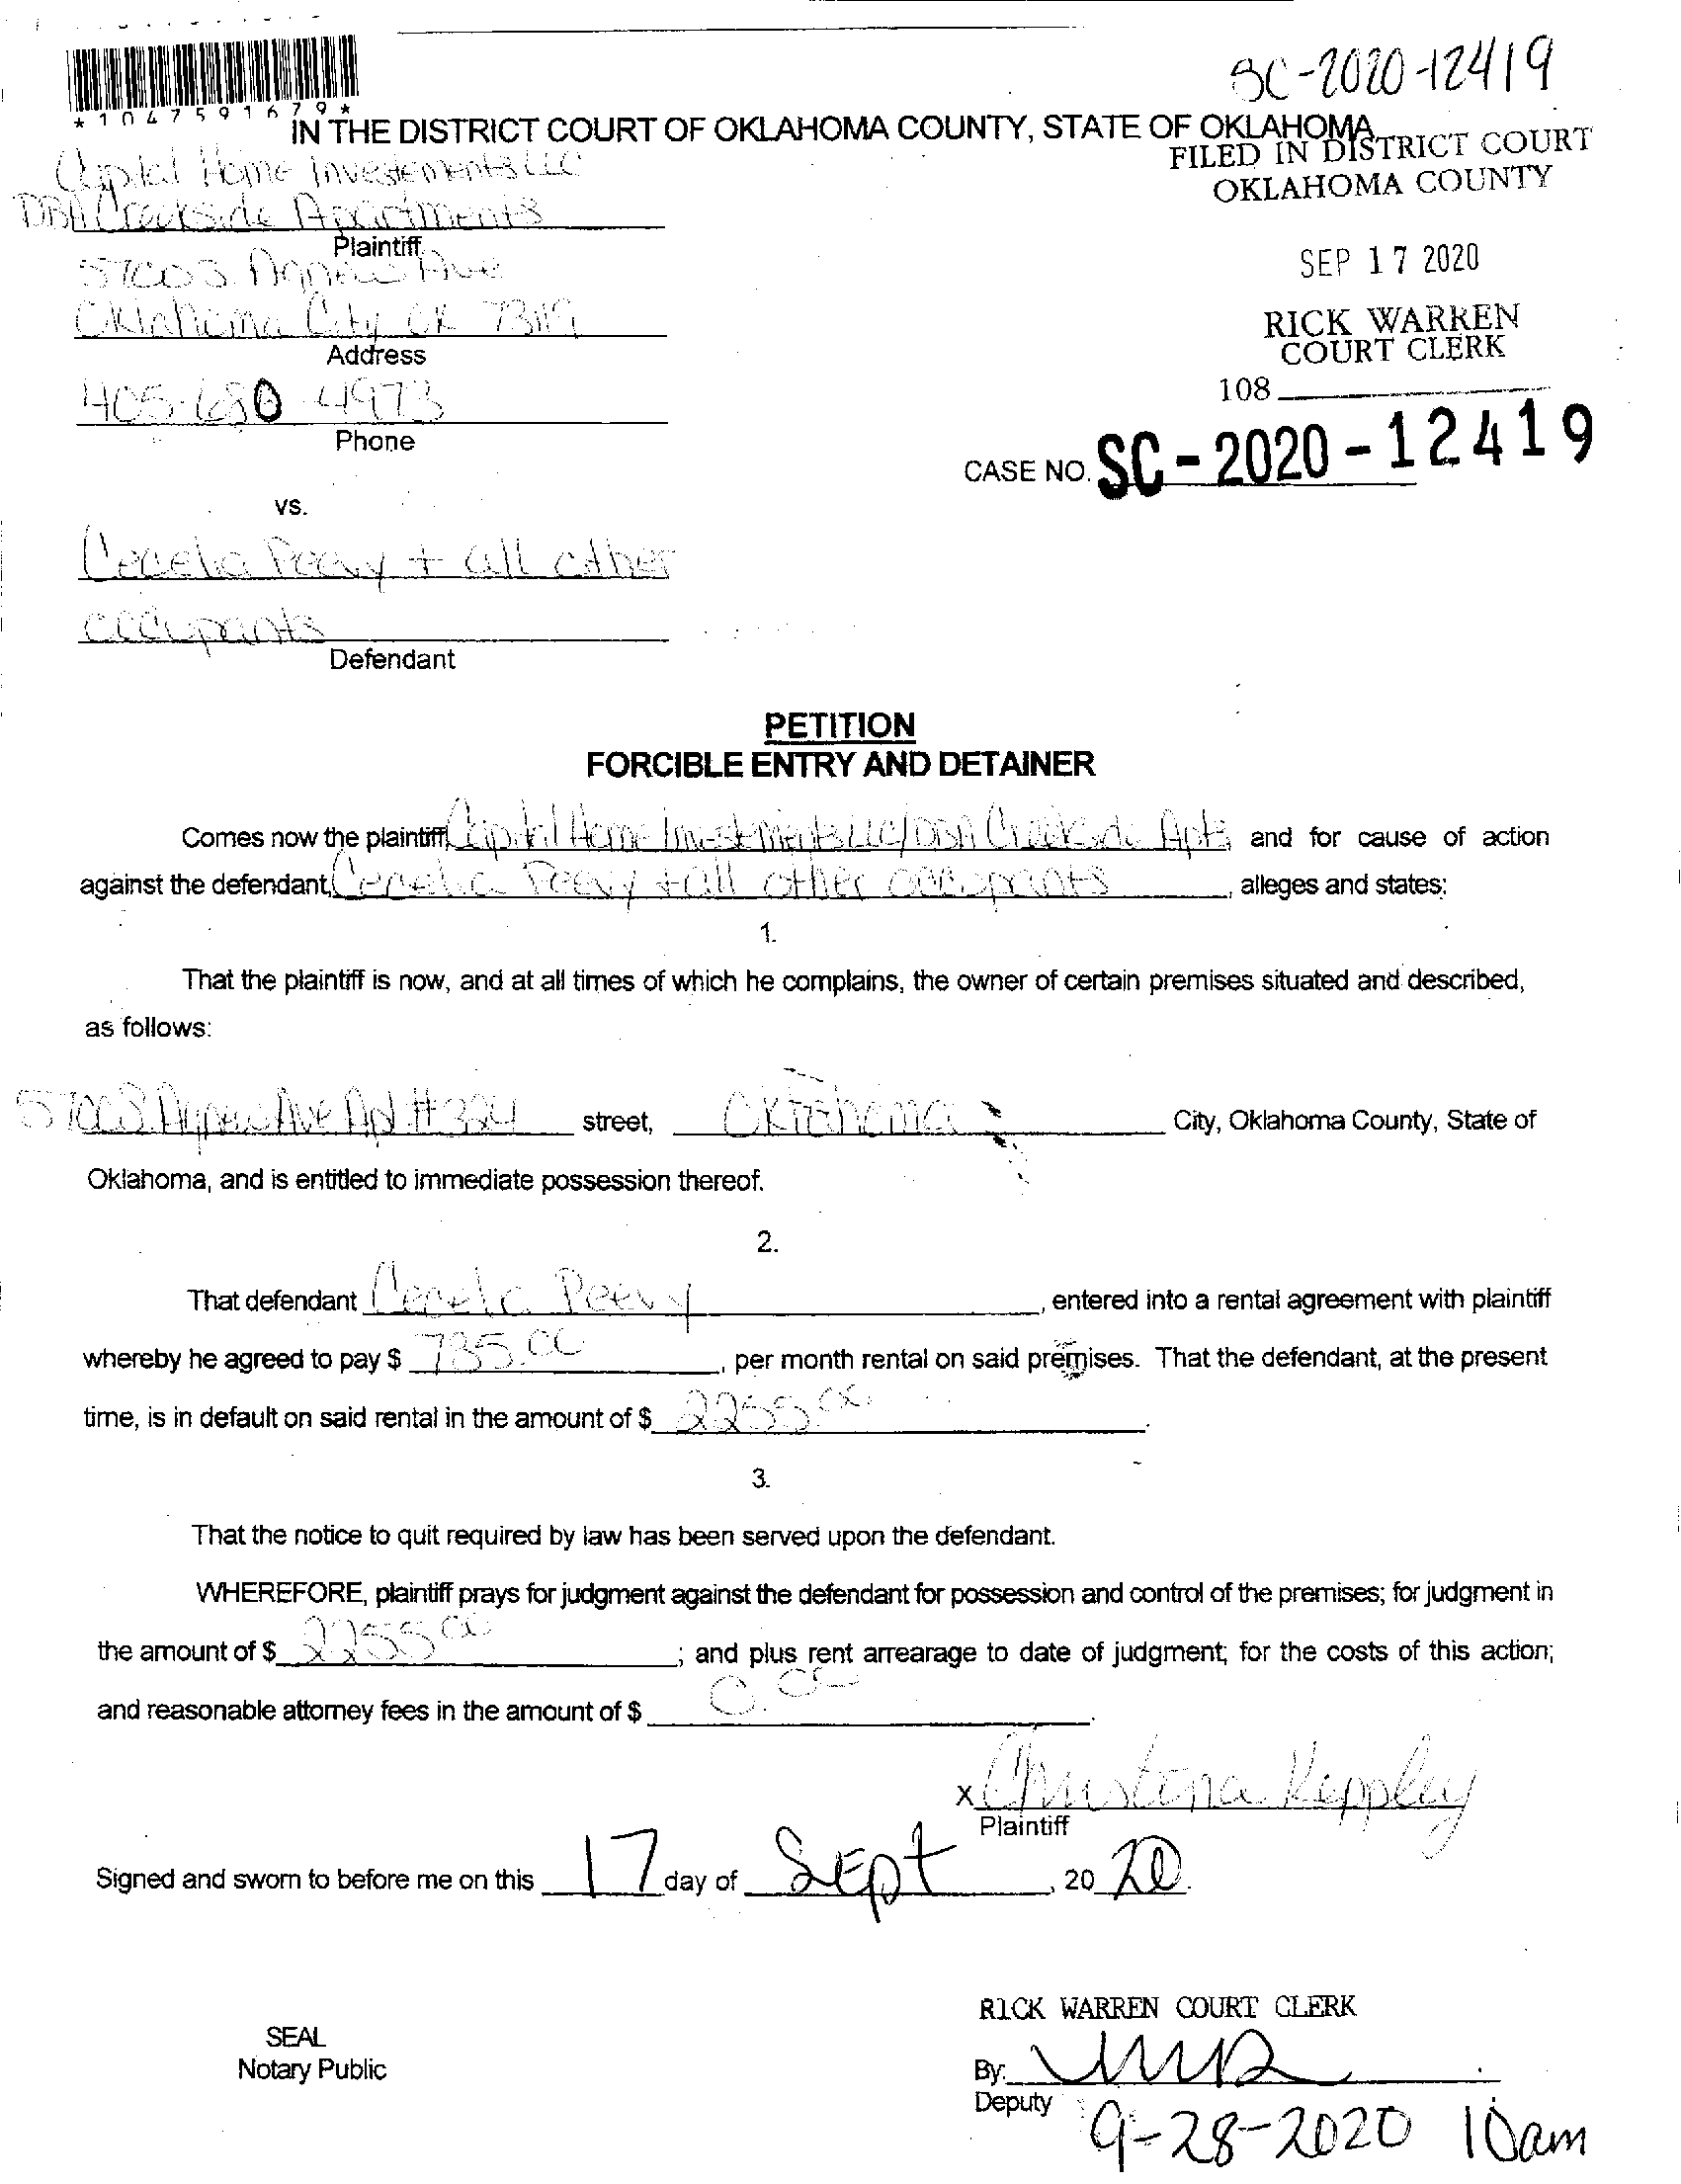 SC-2020-12419
*1047591679*
IN THE DISTRICT COURT OF OKLAHOMA COUNTY, STATE OF OKLAHOMA
FILED IN DISTRICT COURT
OKLAHOMA COUNTY
SEP 17 2020
RICK WARREN
COURT CLERK
108
Capital Home Investements LLC
DBA Creekside Apartments
Plaintiff
5700 S. Agnew Ave
Oklahoma City OK 73119
Address
405-680-4973
Phone
CASE NO. SC-2020-12419
vs.
Peevy + all other
occupants
Defendant
PETITION
FORCIBLE ENTRY AND DETAINER
Comes now the plaintiff, Capital Home Investments LLC/DBA Creekside Apts and for cause of action
against the defendant, Peevy + all other occupants, alleges and states:
1.
That the plaintiff is now, and at all times of which he complains, the owner of certain premises situated and described,
as follows:
5700 S. Agnew Ave Apt #324 street, Oklahoma City, Oklahoma County, State of
Oklahoma, and is entitled to immediate possession thereof.
2.
That defendant Peevy, entered into a rental agreement with plaintiff
whereby he agreed to pay $ 735.00, per month rental on said premises. That the defendant, at the present
time, is in default on said rental in the amount of $ 2255.00.
3.
That the notice to quit required by law has been served upon the defendant.
WHEREFORE, plaintiff prays for judgment against the defendant for possession and control of the premises; for judgment in
the amount of $ 2255.00; and plus rent arrearage to date of judgment; for the costs of this action;
and reasonable attorney fees in the amount of $ 0.00.
x Christina Keppley
Plaintiff
Signed and sworn to before me on this 17 day of Sept, 20 20.
RICK WARREN COURT CLERK
SEAL
Notary Public
By:
Deputy
9-28-2020 10am